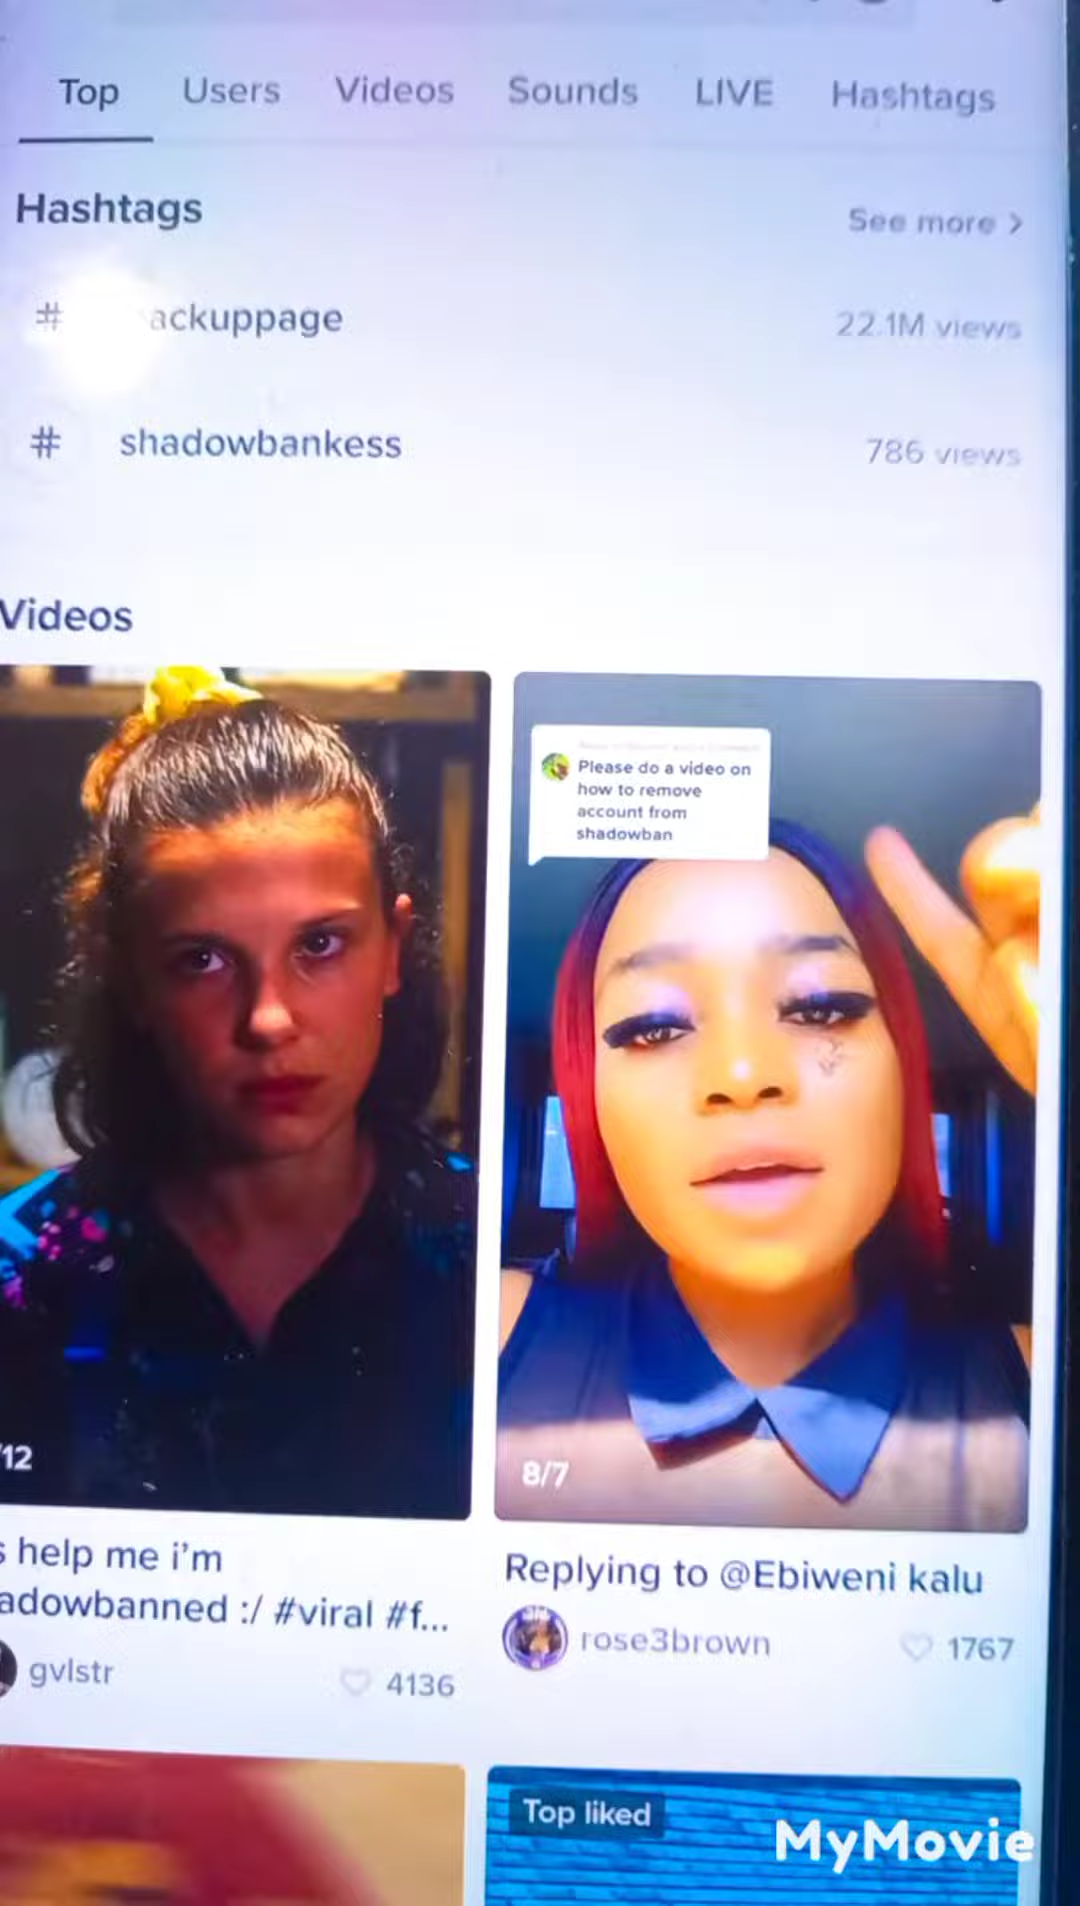 Top Users Videos Sounds LIVE Hashtags
Hashtags
See more >
# ackuppage
22.1M views
# shadowbankess
786 views
Videos
Please do a video on
how to remove
account from
shadowban
12
8/7
s help me i'm
adowbanned :/ #viral #f...
gvlstr
4136
Replying to @Ebiweni kalu
rose3brown
1767
Top liked
MyMovie